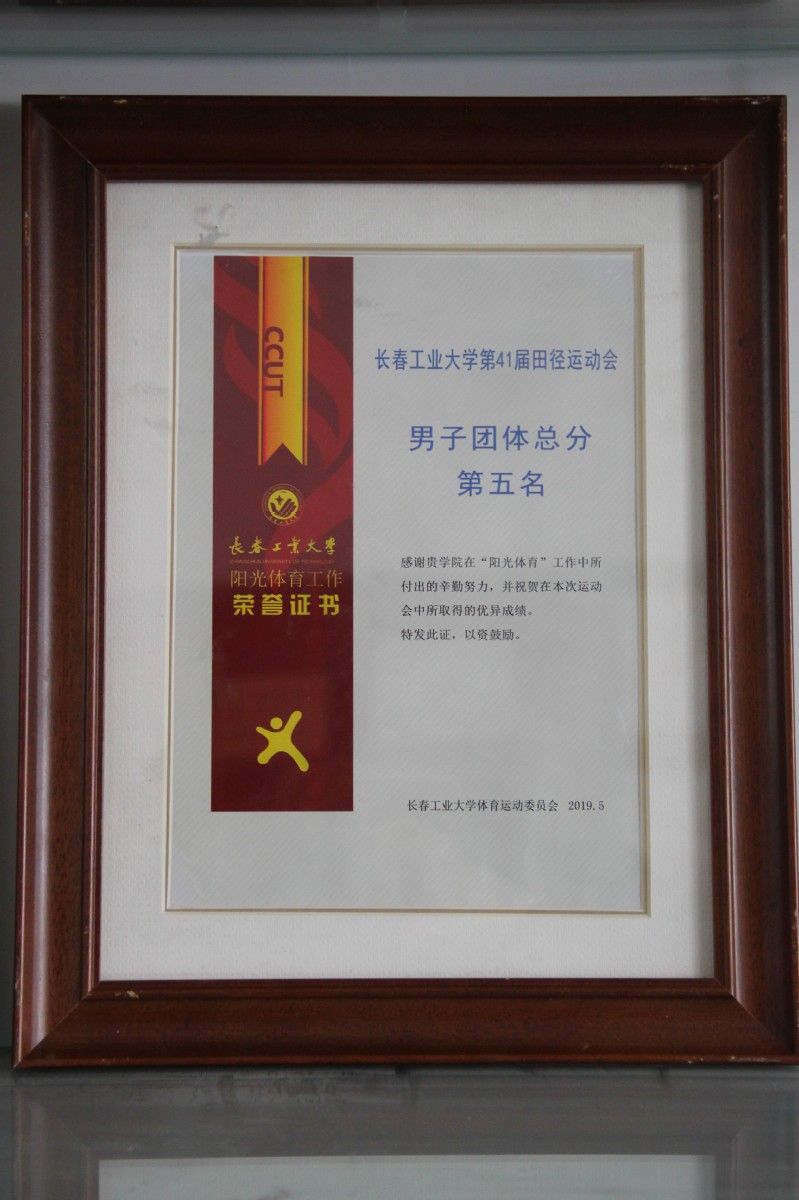 CCUT
长春工业大学
CHANGCHUN UNIVERSITY OF TECHNOLOGY
阳光体育工作
荣誉证书
长春工业大学第41届田径运动会
男子团体总分
第五名
感谢贵学院在“阳光体育”工作中所
付出的辛勤努力，并祝贺在本次运动
会中所取得的优异成绩。
特发此证，以资鼓励。
长春工业大学体育运动委员会 2019.5